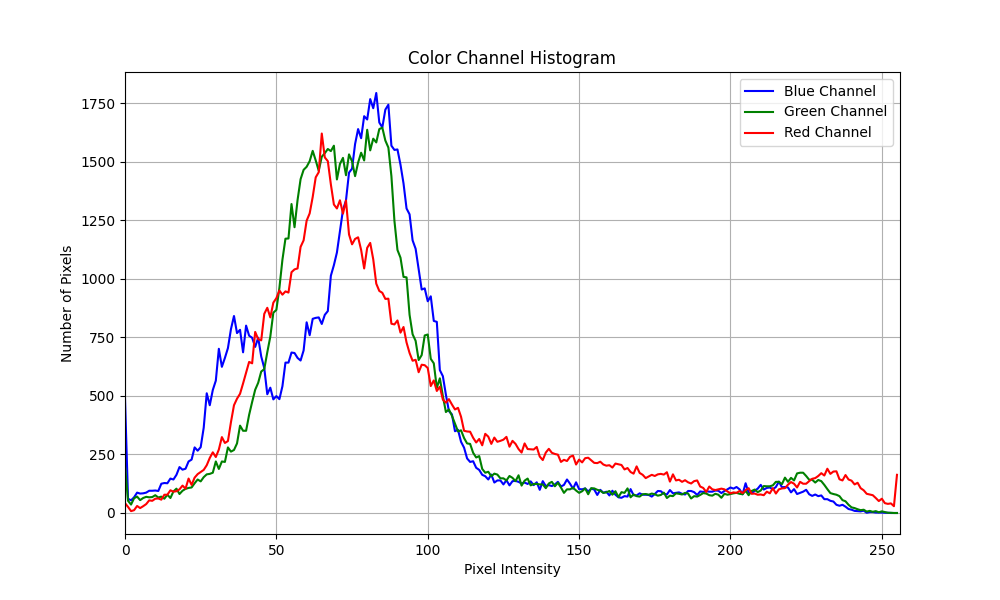 Color Channel Histogram
Blue Channel
Green Channel
Red Channel
Number of Pixels
1750
1500
1250
1000
750
500
250
0
0 50 100 150 200 250
Pixel Intensity